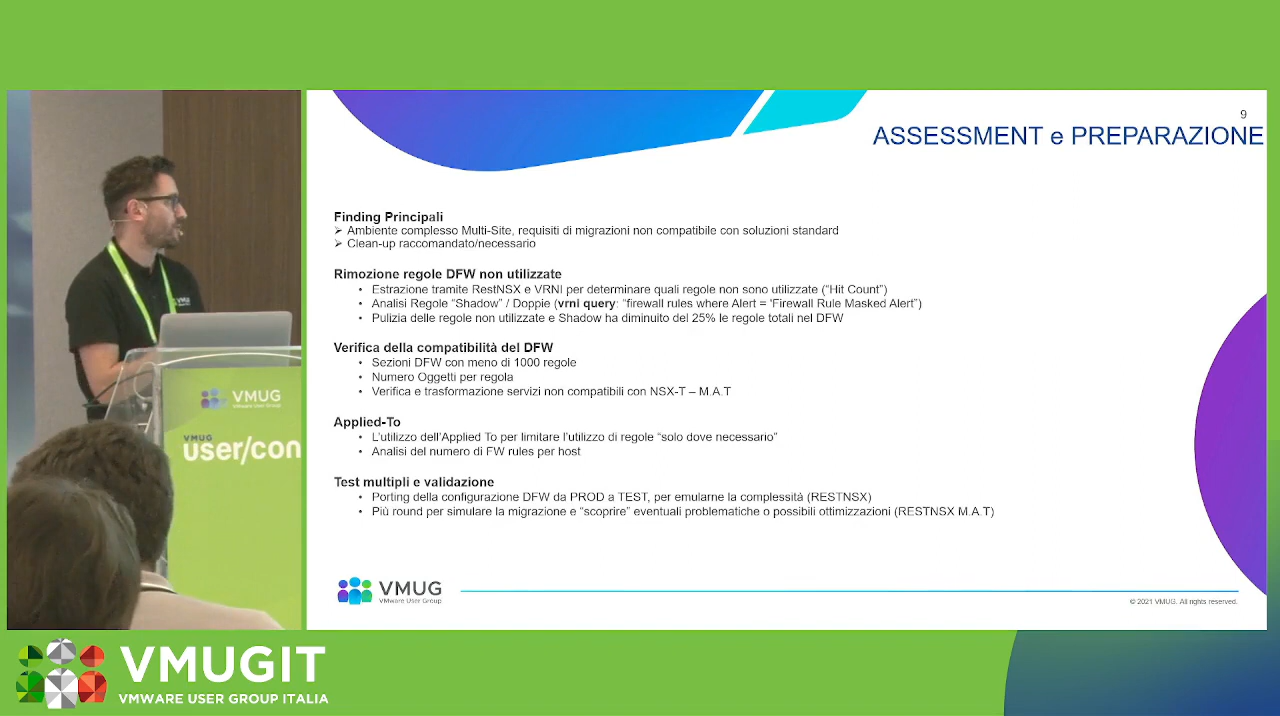 9
ASSESSMENT e PREPARAZIONE
Finding Principali
➢ Ambiente complesso Multi-Site, requisiti di migrazioni non compatibile con soluzioni standard
➢ Clean-up raccomandato/necessario
Rimozione regole DFW non utilizzate
• Estrazione tramite RestNSX e VRNI per determinare quali regole non sono utilizzate (“Hit Count”)
• Analisi Regole “Shadow” / Doppie (vrni query: “firewall rules where Alert = 'Firewall Rule Masked Alert”)
• Pulizia delle regole non utilizzate e Shadow ha diminuito del 25% le regole totali nel DFW
Verifica della compatibilità del DFW
• Sezioni DFW con meno di 1000 regole
• Numero Oggetti per regola
• Verifica e trasformazione servizi non compatibili con NSX-T – M.A.T
Applied-To
• L’utilizzo dell’Applied To per limitare l’utilizzo di regole “solo dove necessario”
• Analisi del numero di FW rules per host
Test multipli e validazione
• Porting della configurazione DFW da PROD a TEST, per emularne la complessità (RESTNSX)
• Più round per simulare la migrazione e “scoprire” eventuali problematiche o possibili ottimizzazioni (RESTNSX M.A.T)
VMUG
VMware User Group
© 2021 VMUG. All rights reserved.
VMUG
VMware User Group
VMUG
user/con
VMUGIT
VMWARE USER GROUP ITALIA